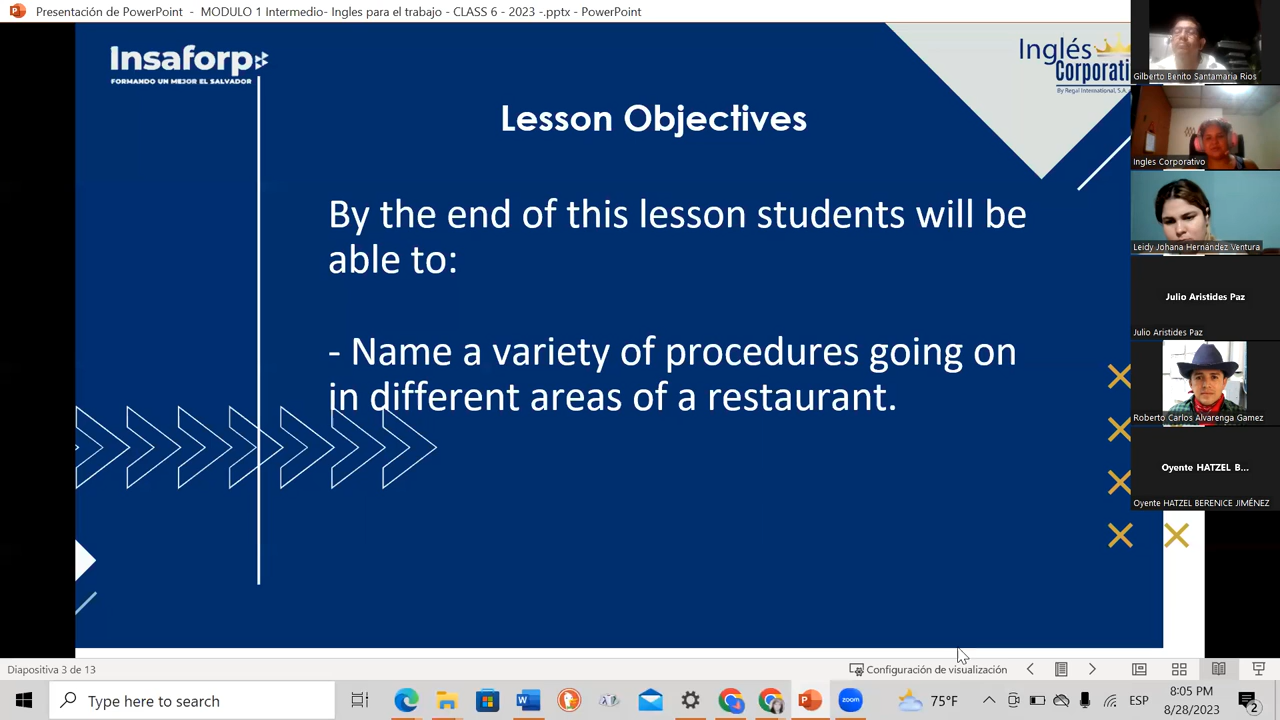 Presentación de PowerPoint - MODULO 1 Intermedio- Ingles para el trabajo - CLASS 6 - 2023 -.pptx - PowerPoint
Insaforp
FORMANDO UN MEJOR EL SALVADOR
Inglés
Corporati
By Regal International, S.A.
Lesson Objectives
By the end of this lesson students will be
able to:
- Name a variety of procedures going on
in different areas of a restaurant.
Gilberto Benito Santamaria Rios
Ingles Corporativo
Leidy Johana Hernández Ventura
Julio Aristides Paz
Julio Aristides Paz
Roberto Carlos Alvarenga Gamez
Oyente HATZEL B...
Oyente HATZEL BERENICE JIMÉNEZ
Diapositiva 3 de 13
Configuración de visualización
Type here to search
zoom
75°F
ESP
8:05 PM
8/28/2023
2